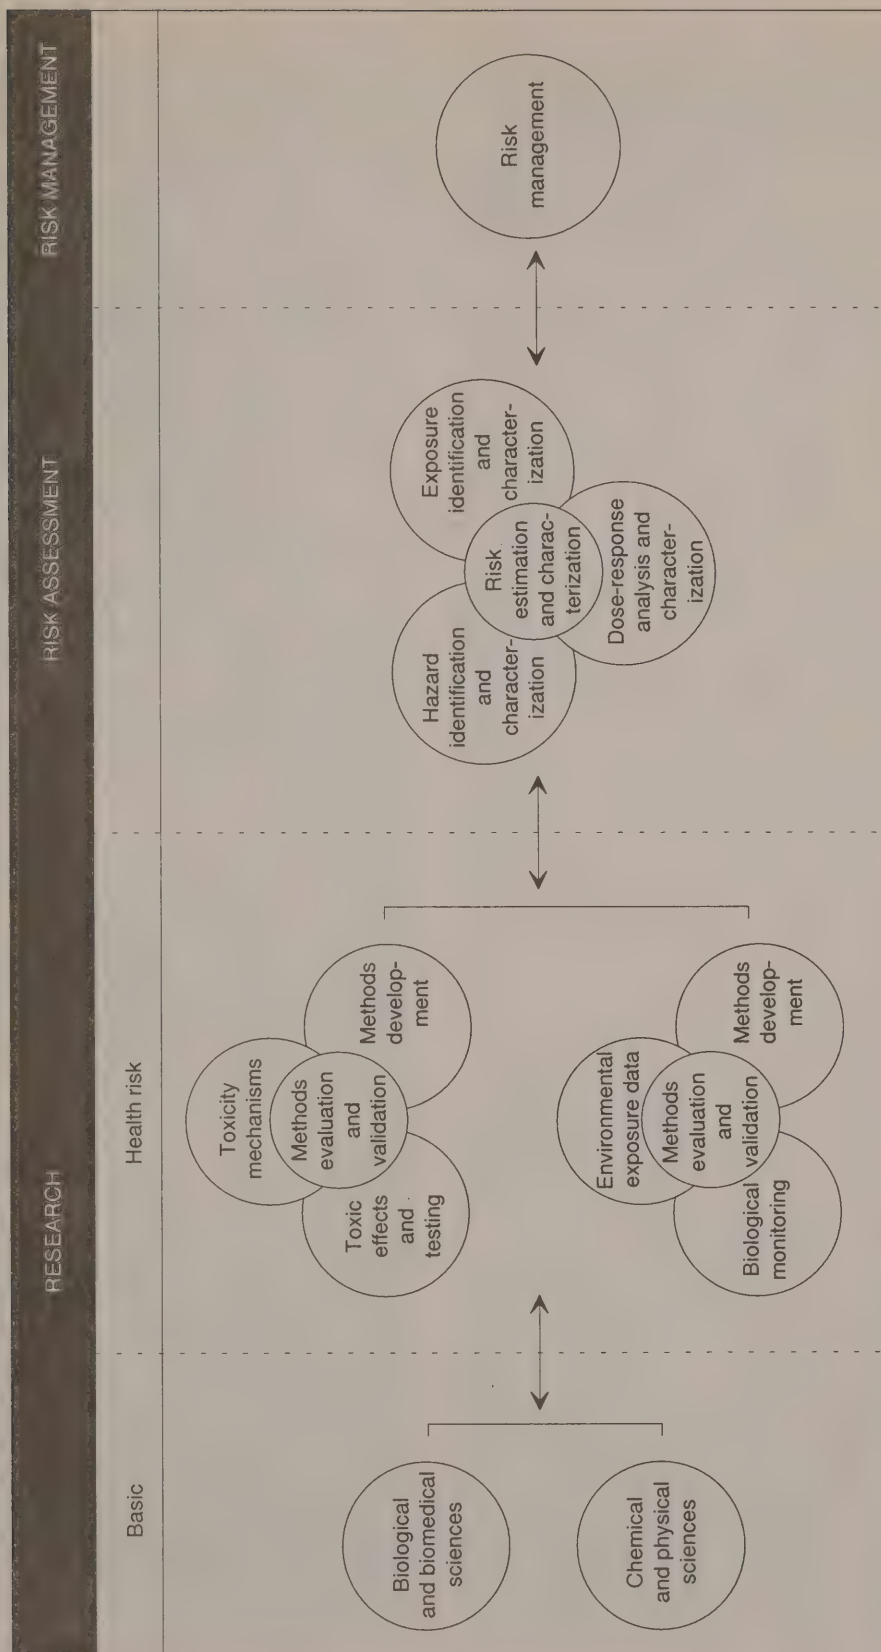 RESEARCH
RISK ASSESSMENT
RISK MANAGEMENT
Basic
Health risk
Biological
and biomedical
sciences
Chemical
and physical
sciences
Toxicity
mechanisms
Methods
evaluation
and
validation
Toxic
effects
and
testing
Methods
develop-
ment
Environmental
exposure data
Methods
evaluation
and
validation
Biological
monitoring
Methods
develop-
ment
Hazard
identification
and
character-
ization
Exposure
identification
and
character-
ization
Risk
estimation
and charac-
terization
Dose-response
analysis and
character-
ization
Risk
management